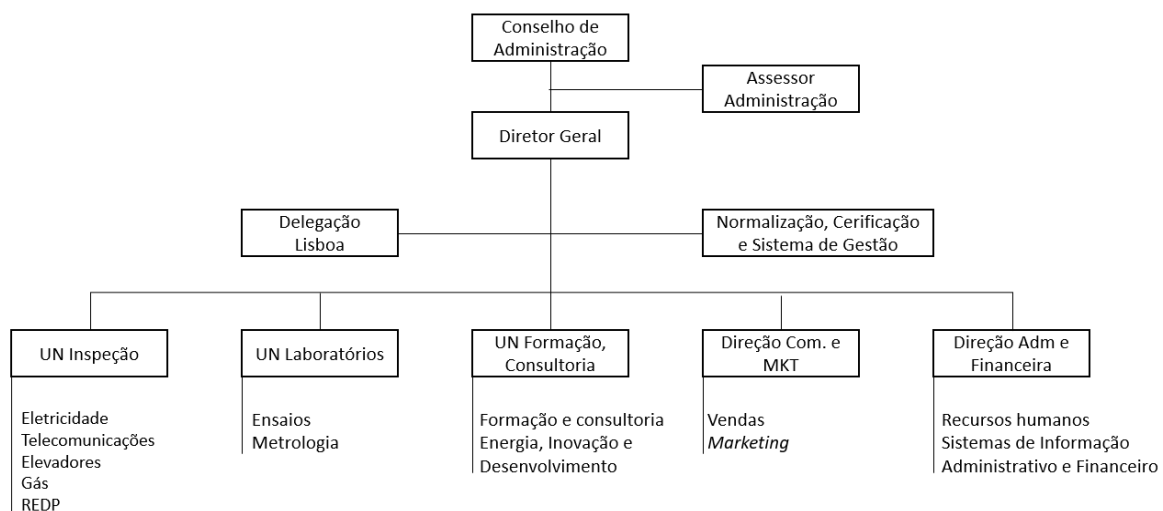 Conselho de
Administração
Assessor
Administração
Diretor Geral
Delegação
Lisboa
Normalização, Cerificação
e Sistema de Gestão
UN Inspeção
UN Laboratórios
UN Formação,
Consultoria
Direção Com. e
MKT
Direção Adm e
Financeira
Eletricidade
Telecomunicações
Elevadores
Gás
REDP
Ensaios
Metrologia
Formação e consultoria
Energia, Inovação e
Desenvolvimento
Vendas
Marketing
Recursos humanos
Sistemas de Informação
Administrativo e Financeiro